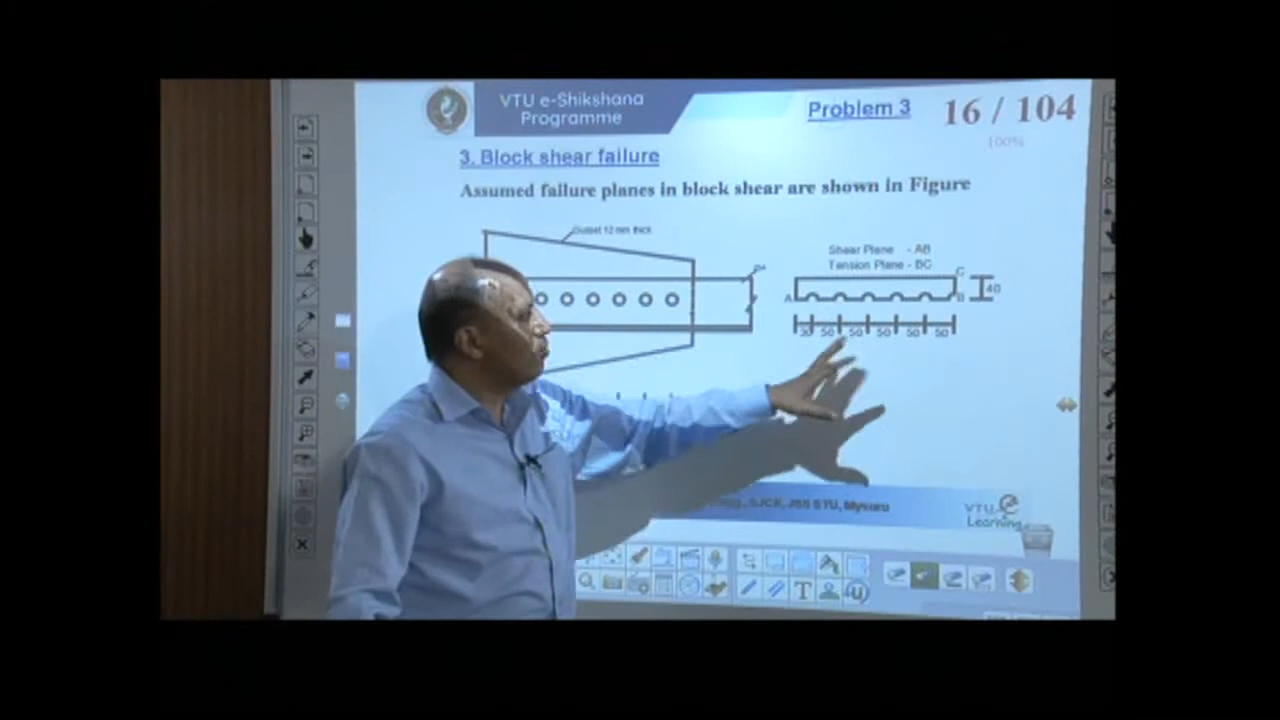 VTU e-Shikshana
Programme
Problem 3
16 / 104
100%
3. Block shear failure
Assumed failure planes in block shear are shown in Figure
Gusset 12 mm thick
Shear Plane - AB
Tension Plane - BC
C
A
B
40
30 50 50 50 50 50
SJCE, JSS STU, Mysuru
VTU e
Learning